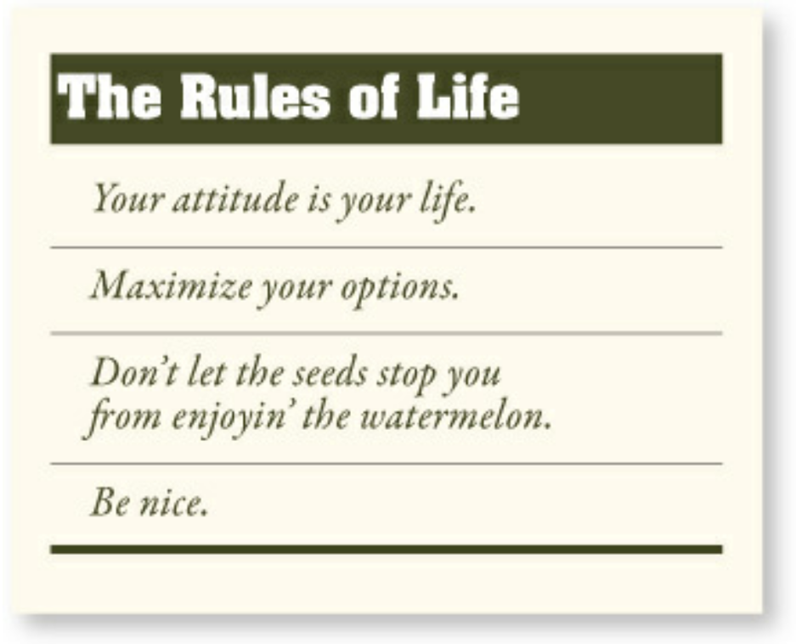 The Rules of Life
Your attitude is your life.
Maximize your options.
Don’t let the seeds stop you
from enjoyin’ the watermelon.
Be nice.